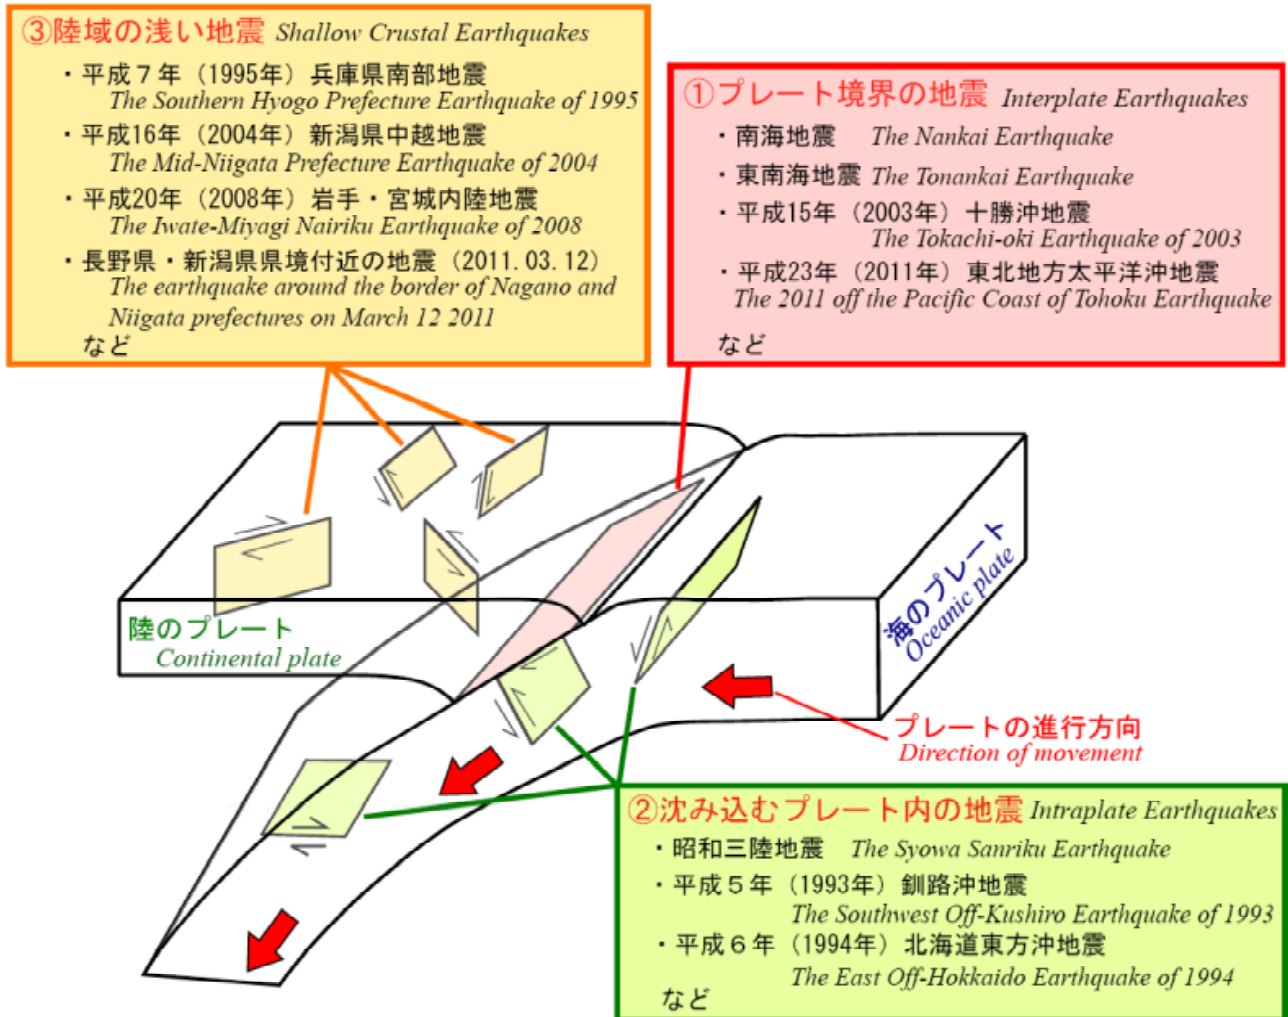 ③陸域の浅い地震 Shallow Crustal Earthquakes
・平成７年（1995年）兵庫県南部地震
The Southern Hyogo Prefecture Earthquake of 1995
・平成16年（2004年）新潟県中越地震
The Mid-Niigata Prefecture Earthquake of 2004
・平成20年（2008年）岩手・宮城内陸地震
The Iwate-Miyagi Nairiku Earthquake of 2008
・長野県・新潟県県境付近の地震（2011.03.12）
The earthquake around the border of Nagano and
Niigata prefectures on March 12 2011
など
①プレート境界の地震 Interplate Earthquakes
・南海地震 The Nankai Earthquake
・東南海地震 The Tonankai Earthquake
・平成15年（2003年）十勝沖地震
The Tokachi-oki Earthquake of 2003
・平成23年（2011年）東北地方太平洋沖地震
The 2011 off the Pacific Coast of Tohoku Earthquake
など
陸のプレート
Continental plate
海のプレート
Oceanic plate
プレートの進行方向
Direction of movement
②沈み込むプレート内の地震 Intraplate Earthquakes
・昭和三陸地震 The Syowa Sanriku Earthquake
・平成５年（1993年）釧路沖地震
The Southwest Off-Kushiro Earthquake of 1993
・平成６年（1994年）北海道東方沖地震
The East Off-Hokkaido Earthquake of 1994
など